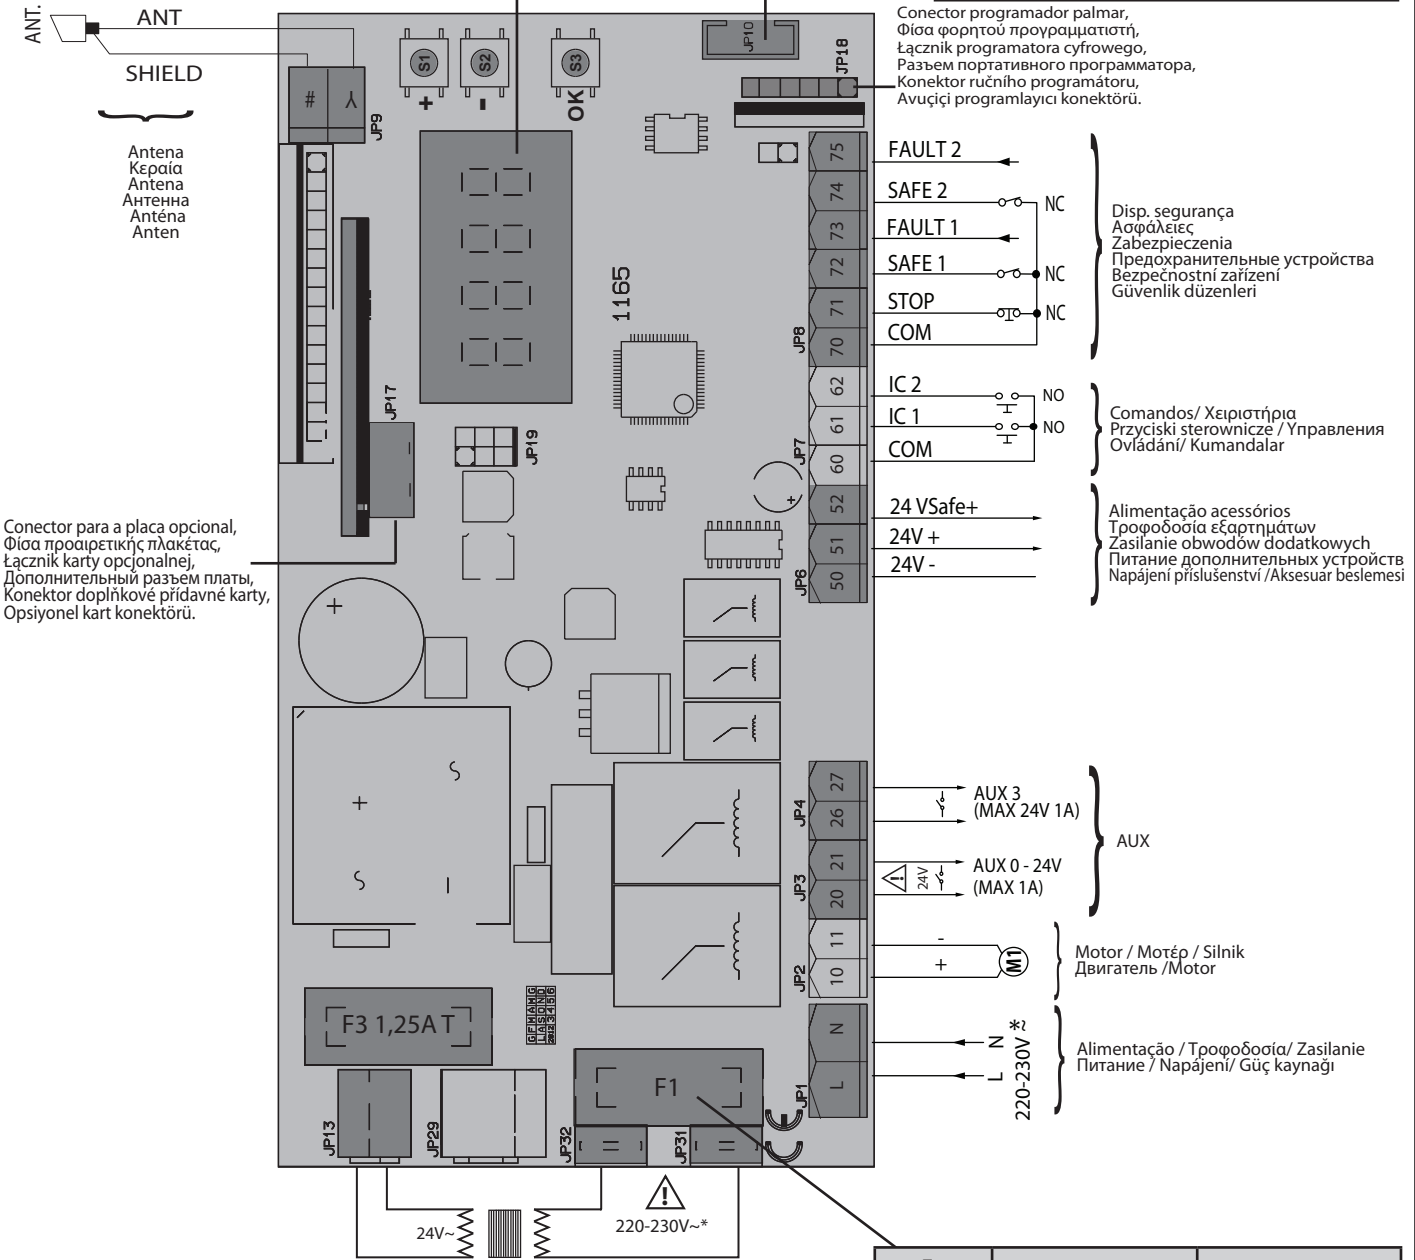 ANT.
ANT
SHIELD
Antena
Κεραία
Antena
Антенна
Anténa
Anten
#
Y
JP9
S1
+
S2
-
S3
OK
JP10
JP18
Conector programador palmar,
Φίσα φορητού προγραμματιστή,
Łącznik programatora cyfrowego,
Разъем портативного программатора,
Konektor ručního programátoru,
Avuçiçi programlayıcı konektörü.
75
FAULT 2
74
SAFE 2
NC
73
FAULT 1
72
SAFE 1
NC
71
STOP
NC
70
COM
JP8
Disp. segurança
Ασφάλειες
Zabezpieczenia
Предохранительные устройства
Bezpečnostní zařízení
Güvenlik düzenleri
1165
62
IC 2
NO
61
IC 1
NO
60
COM
JP7
Comandos/ Χειριστήρια
Przyciski sterownicze / Управления
Ovládání/ Kumandalar
52
24 VSafe+
51
24V +
50
24V -
JP6
Alimentação acessórios
Τροφοδοσία εξαρτημάτων
Zasilanie obwodów dodatkowych
Питание дополнительных устройств
Napájení příslušenství /Aksesuar beslemesi
JP17
JP19
+
Conector para a placa opcional,
Φίσα προαιρετικής πλακέτας,
Łącznik karty opcjonalnej,
Дополнительный разъем платы,
Konektor doplňkové přídavné karty,
Opsiyonel kart konektörü.
+
+
-
27
26
JP4
AUX 3
(MAX 24V 1A)
21
20
JP3
24V
AUX 0 - 24V
(MAX 1A)
AUX
11
-
10
+
JP2
M1
Motor / Μοτέρ / Silnik
Двигатель /Motor
N
L
JP1
N
L
220-230V ~*
Alimentação / Τροφοδοσία/ Zasilanie
Питание / Napájení/ Güç kaynağı
F3 1,25A T
GFMAMG
LASOND
2012 3 4 5 6
F1
JP13
JP29
JP32
JP31
24V~
220-230V~*